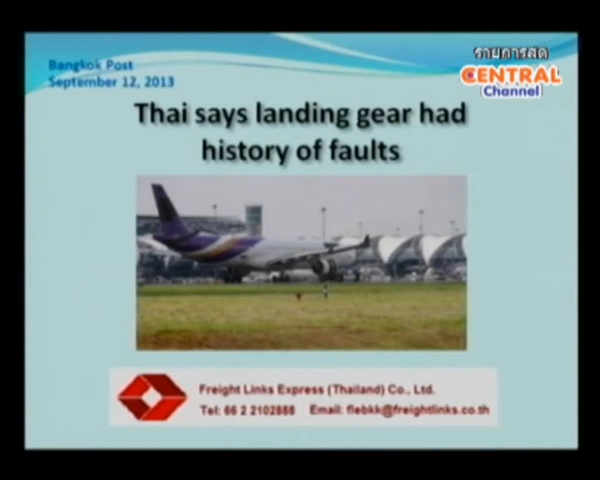 Bangkok Post
September 12, 2013
รายการสด
CENTRAL
Channel
Thai says landing gear had
history of faults
Freight Links Express (Thailand) Co., Ltd.
Tel: 66 2 2102888 Email: flebkk@freightlinks.co.th